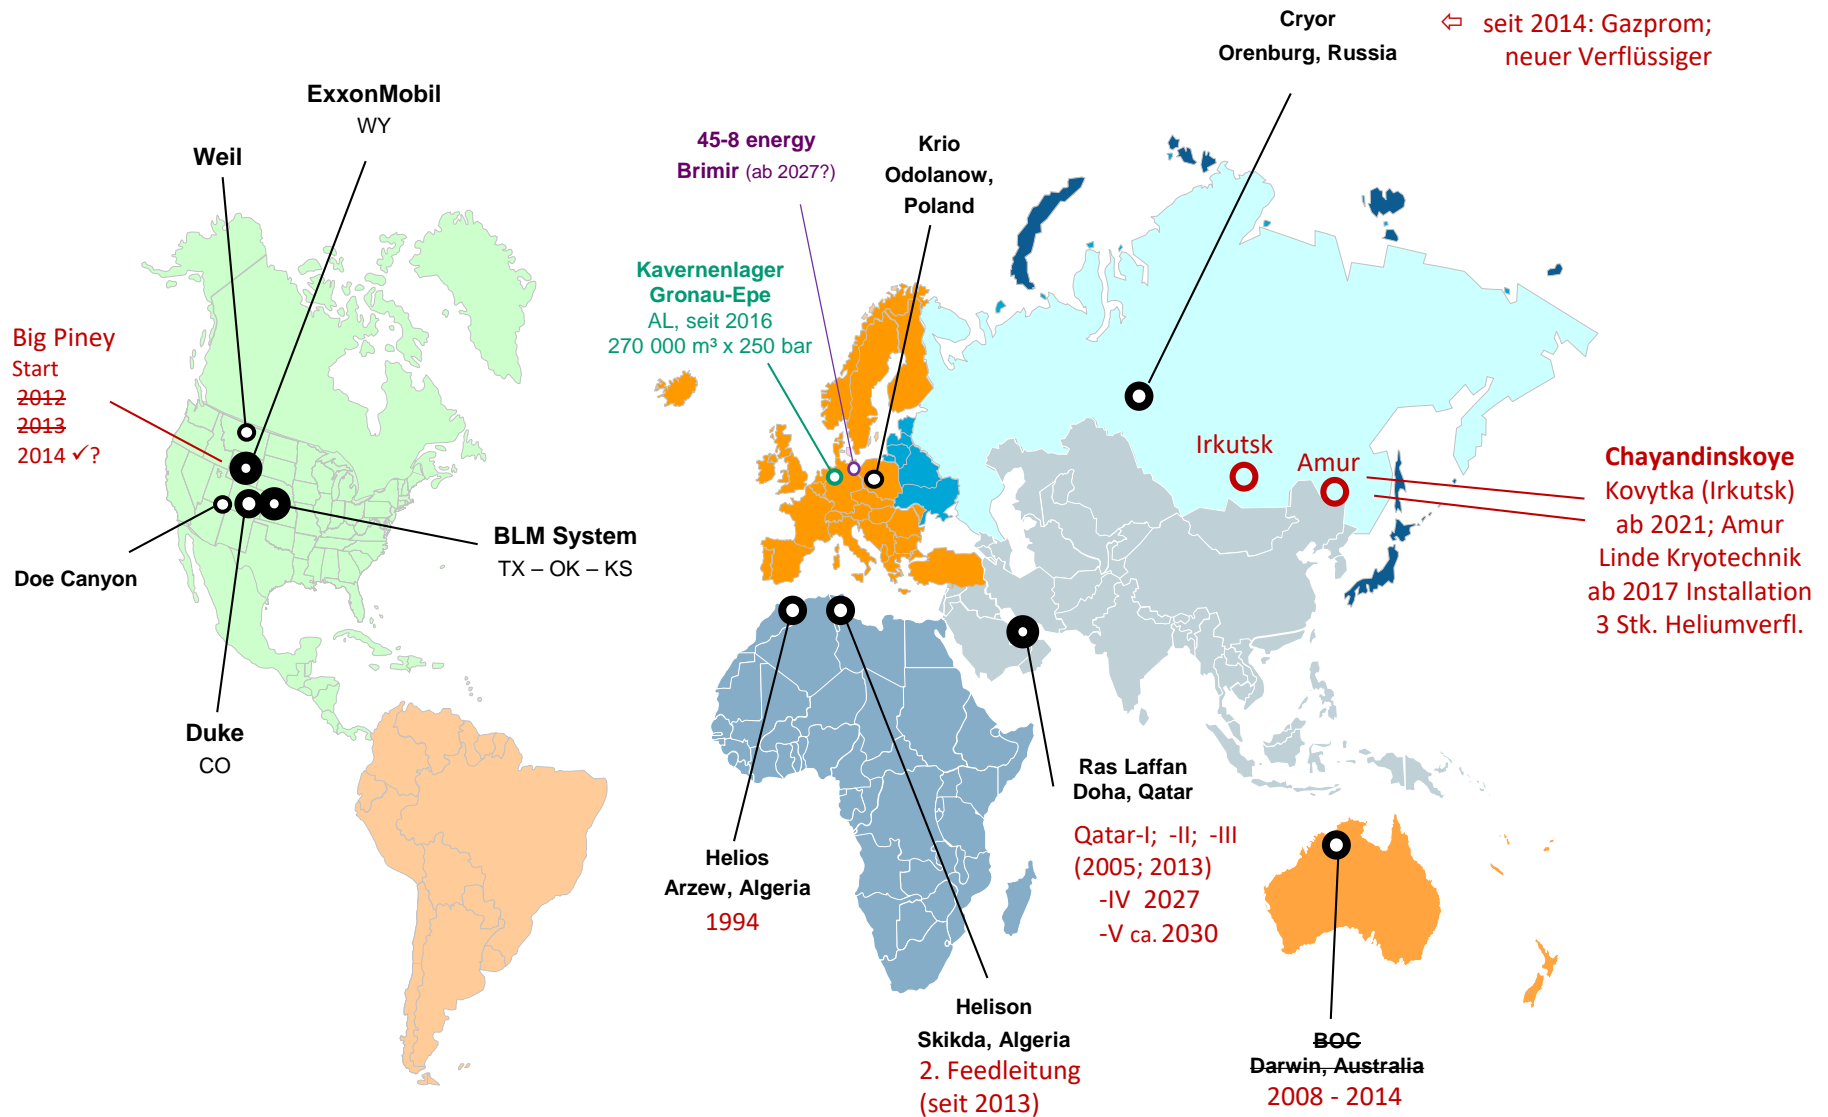 Cryor
Orenburg, Russia
⇦ seit 2014: Gazprom;
neuer Verflüssiger
ExxonMobil
WY
Weil
45-8 energy
Brimir (ab 2027?)
Krio
Odolanow,
Poland
Kavernenlager
Gronau-Epe
AL, seit 2016
270 000 m³ x 250 bar
Big Piney
Start
2012
2013
2014 ✓?
Irkutsk
Amur
Chayandinskoye
Kovytka (Irkutsk)
ab 2021; Amur
Linde Kryotechnik
ab 2017 Installation
3 Stk. Heliumverfl.
BLM System
TX – OK – KS
Doe Canyon
Duke
CO
Ras Laffan
Doha, Qatar
Qatar-I; -II; -III
(2005; 2013)
-IV 2027
-V ca. 2030
Helios
Arzew, Algeria
1994
Helison
Skikda, Algeria
2. Feedleitung
(seit 2013)
BOC
Darwin, Australia
2008 - 2014